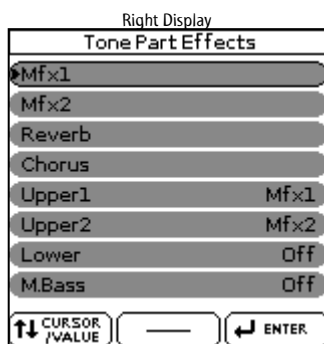 Right Display
Tone Part Effects
Mfx1
Mfx2
Reverb
Chorus
Upper1 Mfx1
Upper2 Mfx2
Lower Off
M.Bass Off
CURSOR
/VALUE
ENTER